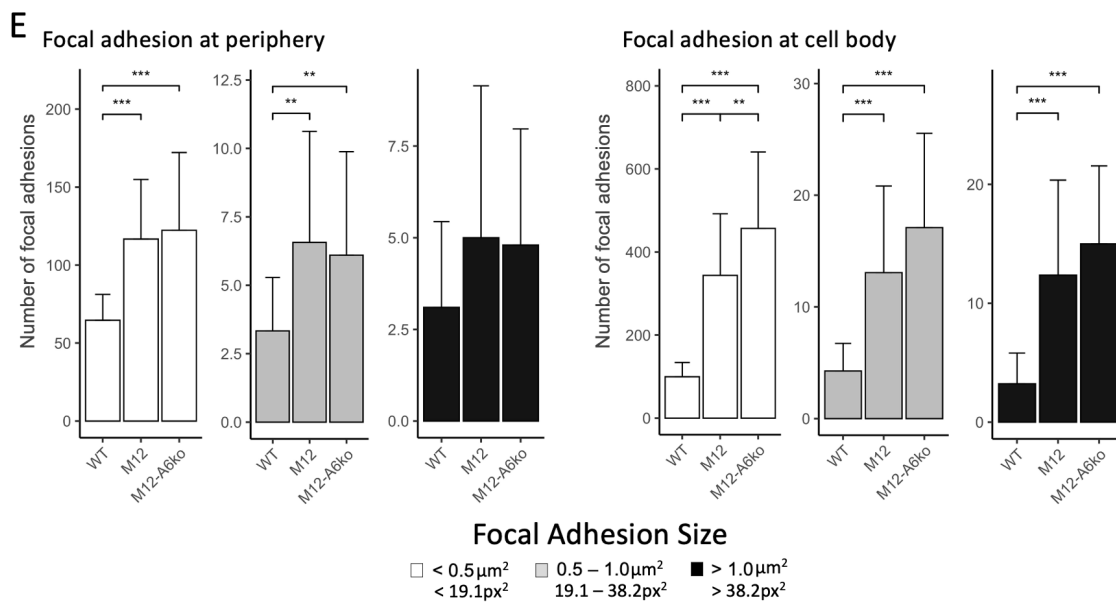 E
Focal adhesion at periphery
Focal adhesion at cell body
Number of focal adhesions
200
150
100
50
0
***
***
WT
M12
M12-A6ko
12.5
10.0
7.5
5.0
2.5
0.0
**
**
WT
M12
M12-A6ko
7.5
5.0
2.5
0.0
WT
M12
M12-A6ko
Number of focal adhesions
800
600
400
200
0
***
*** **
WT
M12
M12-A6ko
30
20
10
0
***
***
WT
M12
M12-A6ko
20
10
0
***
***
WT
M12
M12-A6ko
Focal Adhesion Size
< 0.5µm² 0.5 – 1.0µm² > 1.0µm²
< 19.1px² 19.1 – 38.2px² > 38.2px²